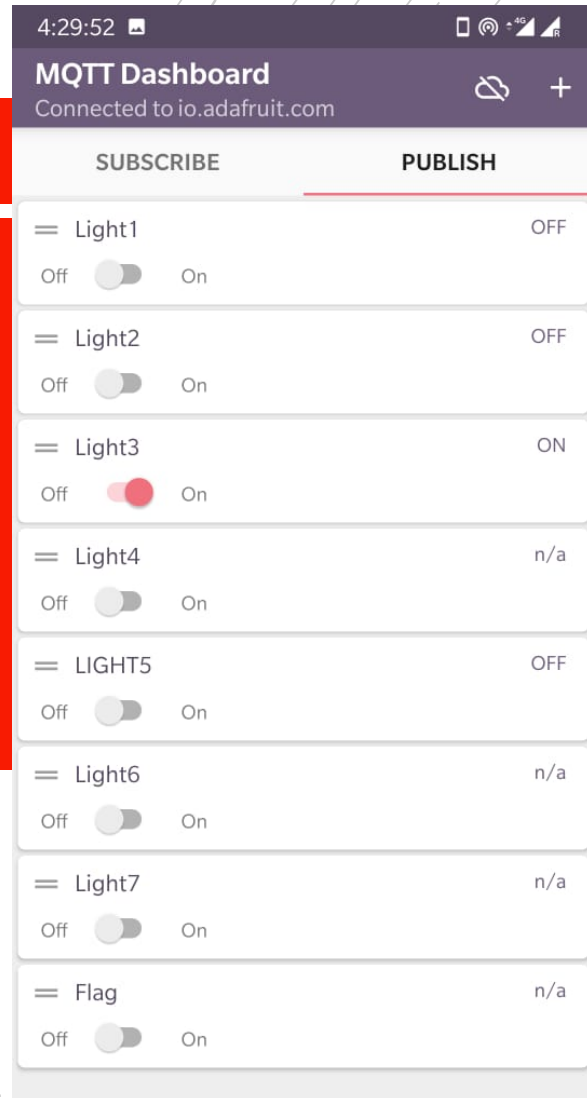 4:29:52 4G R
MQTT Dashboard
Connected to io.adafruit.com
SUBSCRIBE PUBLISH
Light1 OFF
Off On
Light2 OFF
Off On
Light3 ON
Off On
Light4 n/a
Off On
LIGHT5 OFF
Off On
Light6 n/a
Off On
Light7 n/a
Off On
Flag n/a
Off On